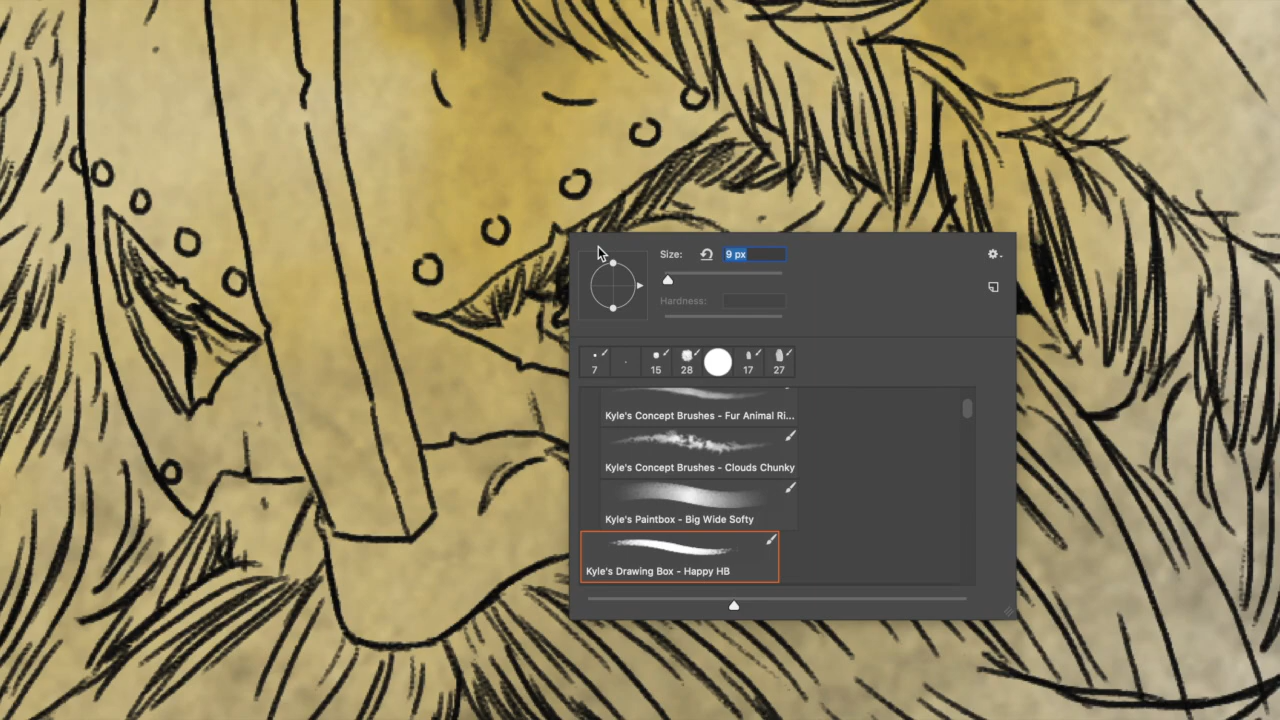 Size:
9 px
Hardness:
7
15
28
17
27
Kyle's Concept Brushes - Fur Animal Ri...
Kyle's Concept Brushes - Clouds Chunky
Kyle's Paintbox - Big Wide Softy
Kyle's Drawing Box - Happy HB